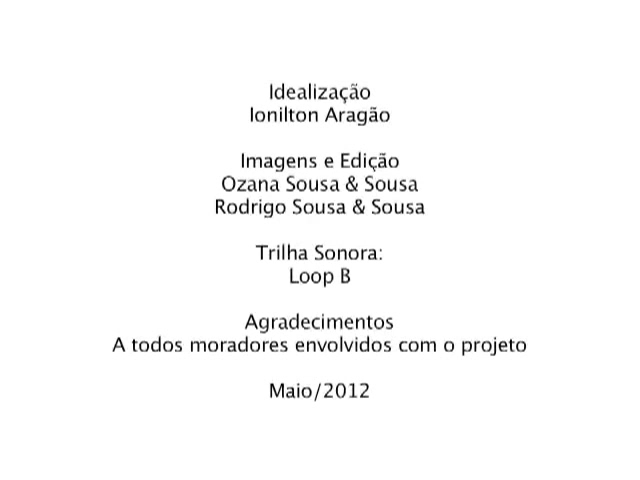 Idealização
Ionilton Aragão
Imagens e Edição
Ozana Sousa & Sousa
Rodrigo Sousa & Sousa
Trilha Sonora:
Loop B
Agradecimentos
A todos moradores envolvidos com o projeto
Maio/2012